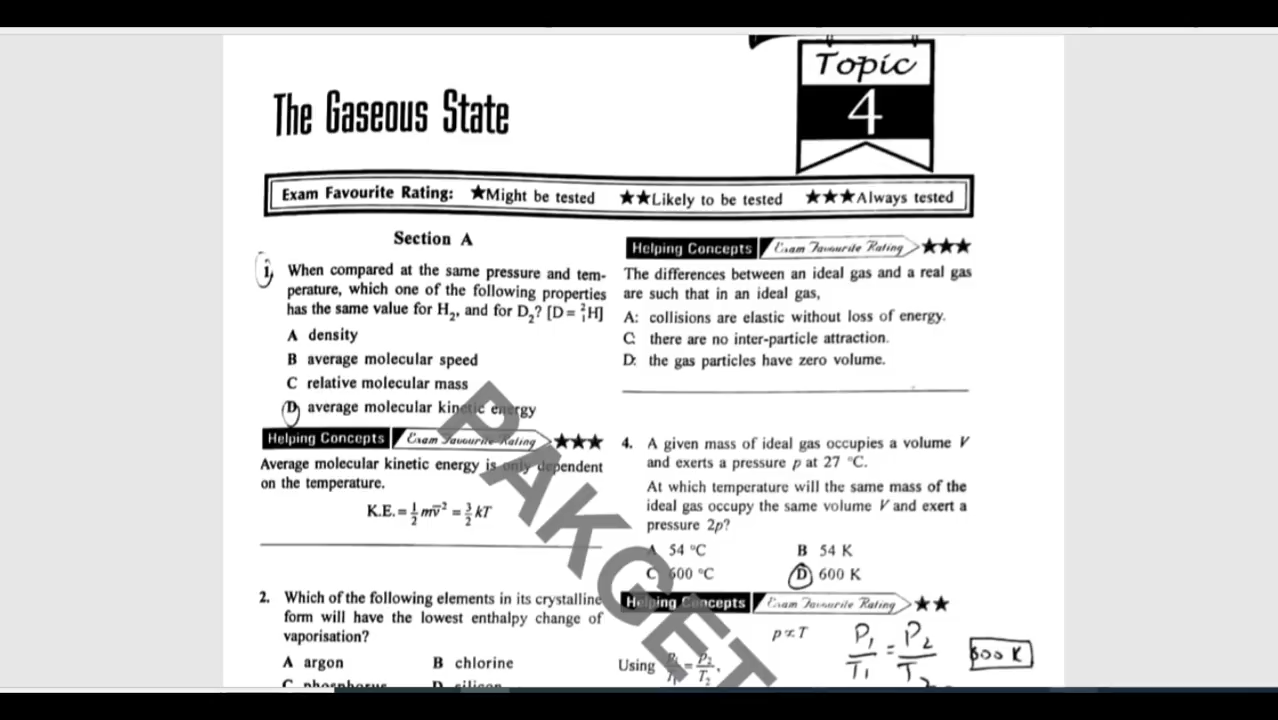 Topic
4
The Gaseous State
Exam Favourite Rating: ★Might be tested ★★Likely to be tested ★★★Always tested
Section A
1. When compared at the same pressure and tem-
perature, which one of the following properties
has the same value for H₂, and for D₂? [D = ²₁H]
A density
B average molecular speed
C relative molecular mass
D average molecular kinetic energy
Helping Concepts Exam Favourite Rating ★★★
Average molecular kinetic energy is only dependent
on the temperature.
K.E. = ½ mv̄² = 3/2 kT
2. Which of the following elements in its crystalline
form will have the lowest enthalpy change of
vaporisation?
A argon B chlorine
C phosphorus D silicon
Helping Concepts Exam Favourite Rating ★★★
The differences between an ideal gas and a real gas
are such that in an ideal gas,
A: collisions are elastic without loss of energy.
C: there are no inter-particle attraction.
D: the gas particles have zero volume.
4. A given mass of ideal gas occupies a volume V
and exerts a pressure p at 27 °C.
At which temperature will the same mass of the
ideal gas occupy the same volume V and exert a
pressure 2p?
A 54 °C B 54 K
C 600 °C D 600 K
Helping Concepts Exam Favourite Rating ★★
p ∝ T
Using P₁/T₁ = P₂/T₂,
P₁/T₁ = P₂/T₂
600 K
PAKGET